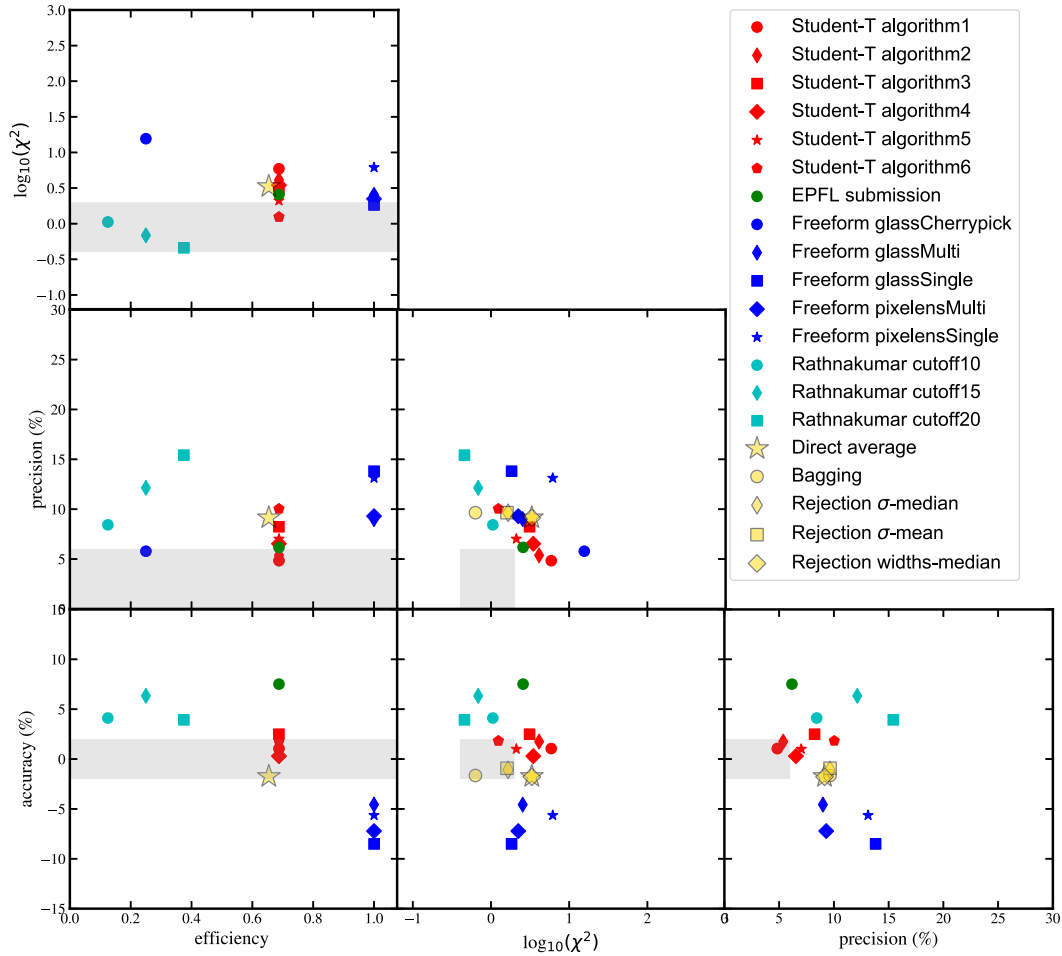 3.0
2.5
2.0
1.5
1.0
0.5
0.0
−0.5
−1.0
log₁₀(χ²)
Student-T algorithm1
Student-T algorithm2
Student-T algorithm3
Student-T algorithm4
Student-T algorithm5
Student-T algorithm6
EPFL submission
Freeform glassCherrypick
Freeform glassMulti
Freeform glassSingle
Freeform pixelensMulti
Freeform pixelensSingle
Rathnakumar cutoff10
Rathnakumar cutoff15
Rathnakumar cutoff20
Direct average
Bagging
Rejection σ-median
Rejection σ-mean
Rejection widths-median
30
25
20
15
10
5
0
precision (%)
15
10
5
0
−5
−10
−15
accuracy (%)
0.0 0.2 0.4 0.6 0.8 1.0
efficiency
−1 0 1 2
log₁₀(χ²)
5 10 15 20 25 30
precision (%)